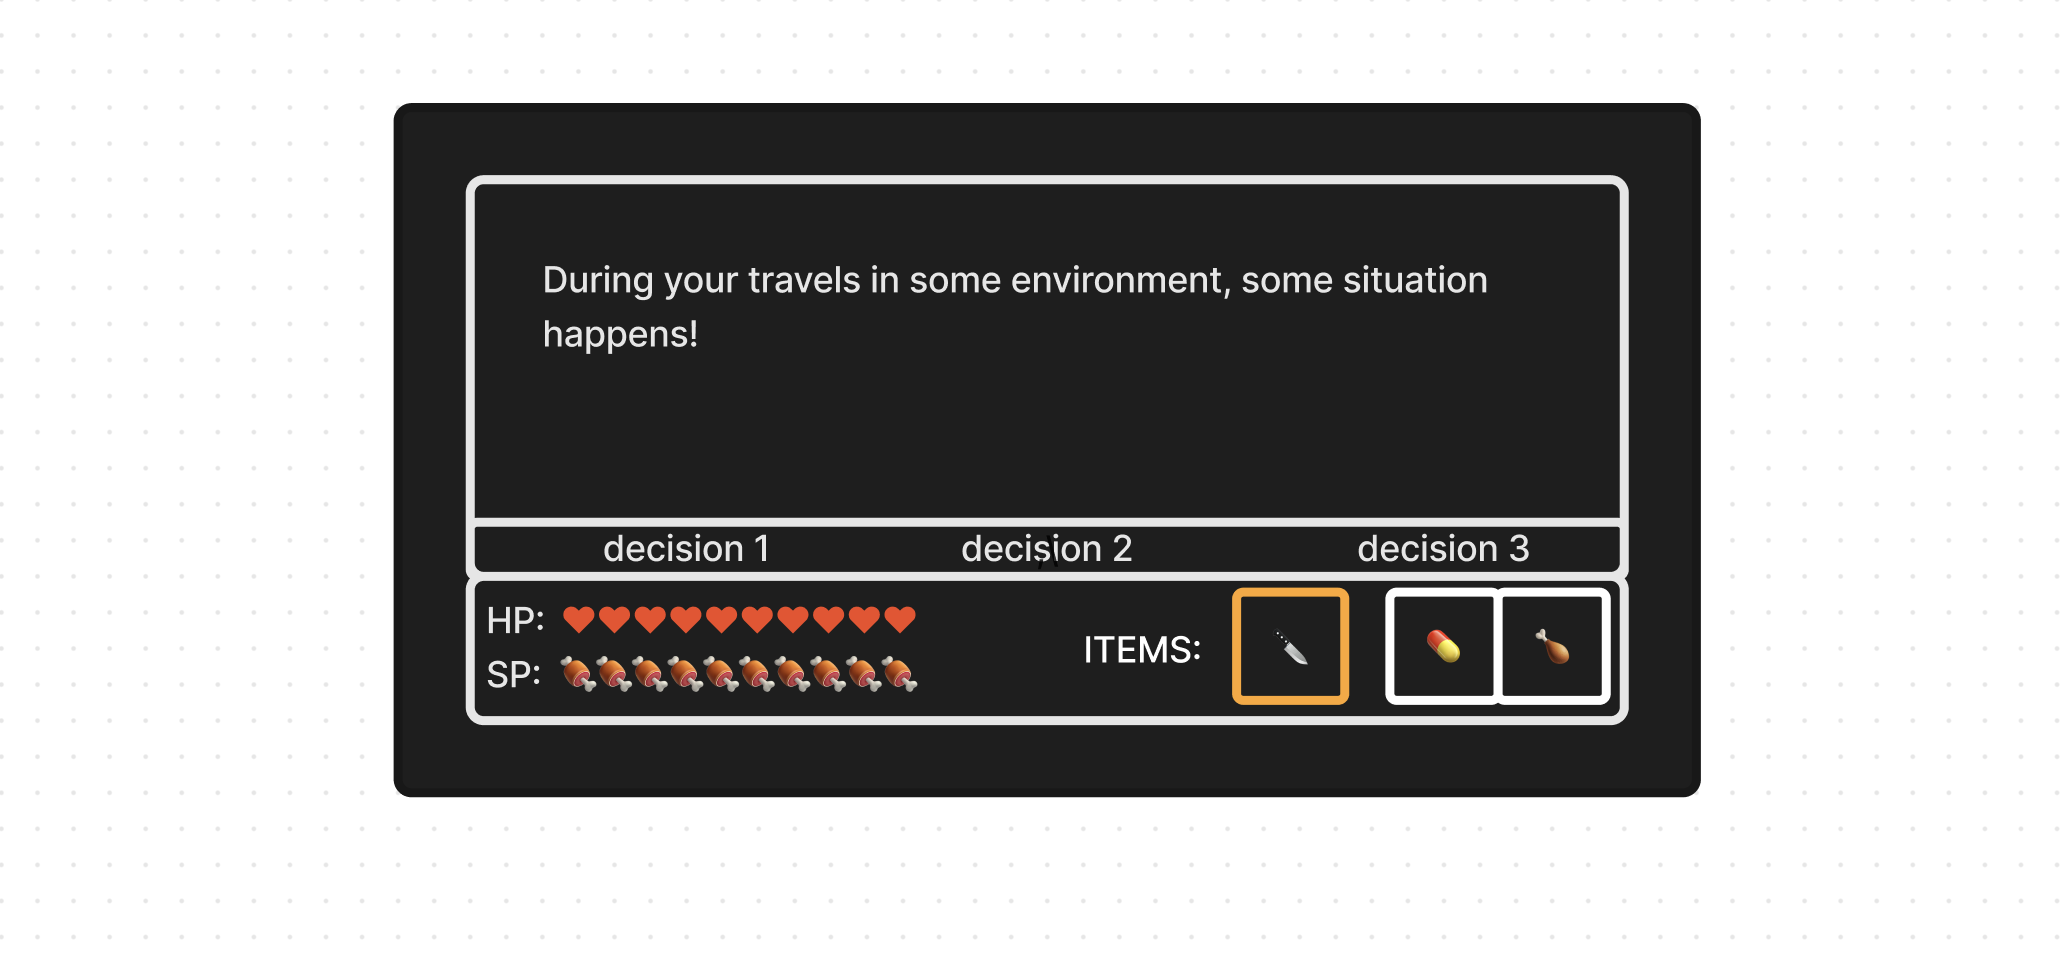 During your travels in some environment, some situation
happens!
decision 1 decision 2 decision 3
HP:
SP:
ITEMS: